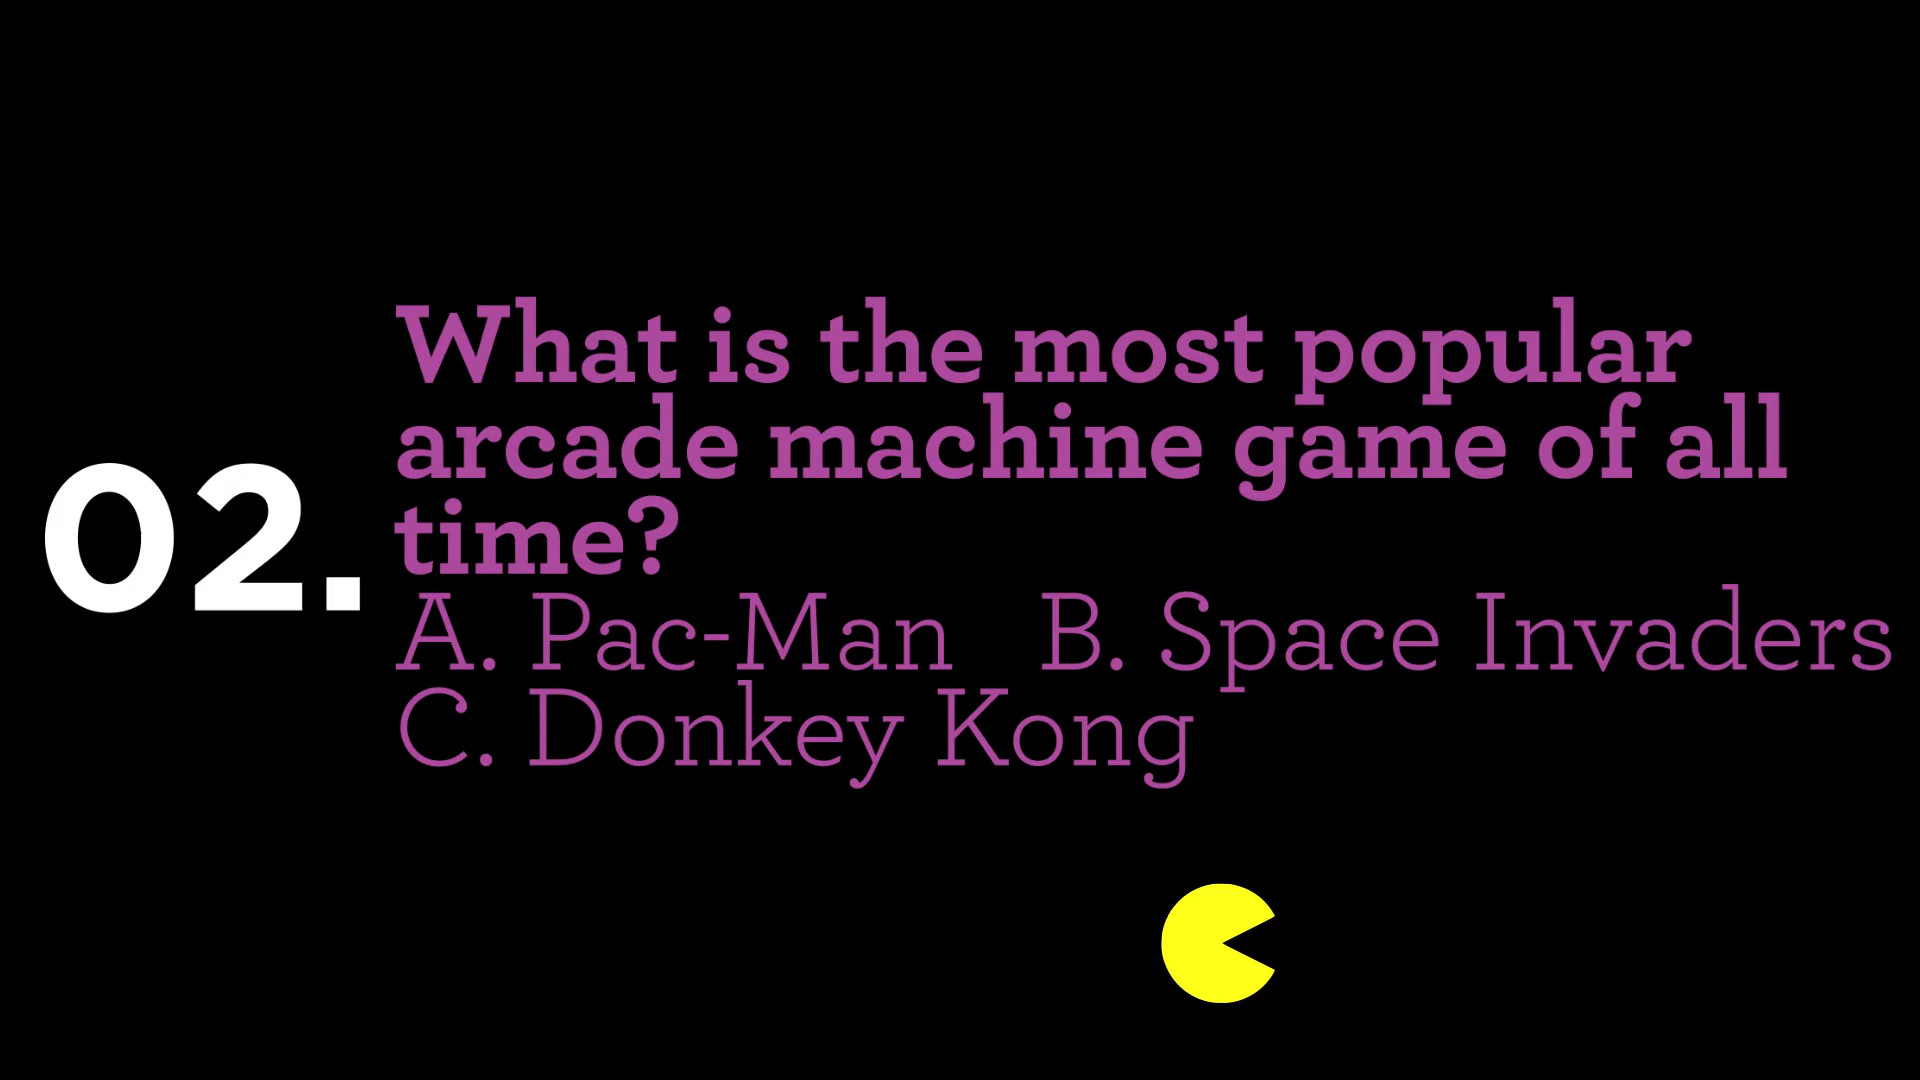 02.
What is the most popular
arcade machine game of all
time?
A. Pac-Man B. Space Invaders
C. Donkey Kong